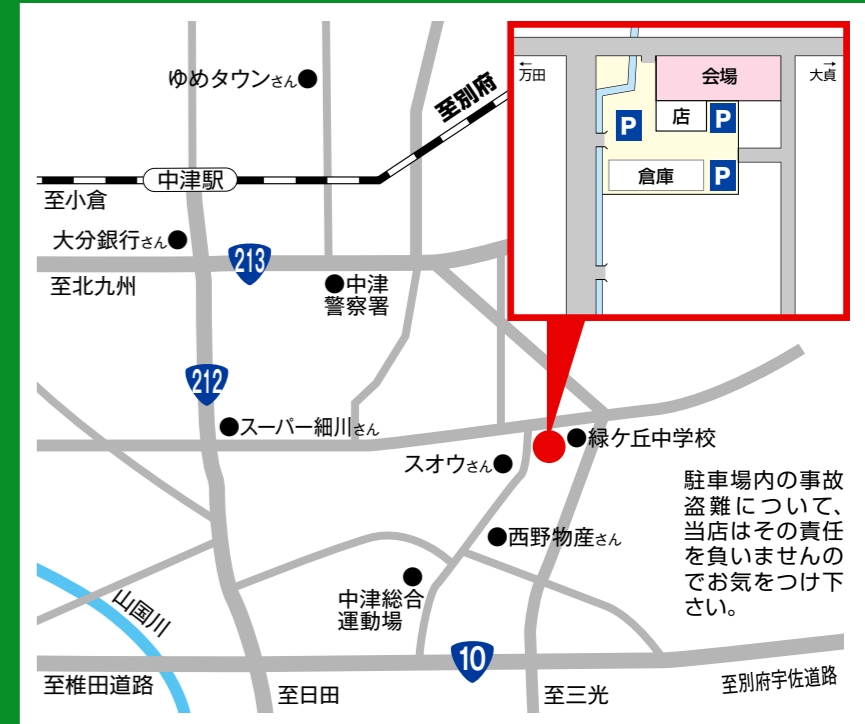 ゆめタウンさん
至別府
中津駅
至小倉
大分銀行さん
213
至北九州
中津
警察署
212
スーパー細川さん
緑ケ丘中学校
スオウさん
西野物産さん
中津総合
運動場
山国川
10
至椎田道路
至日田
至三光
至別府宇佐道路
←
万田
会場
→
大貞
店
P
P
倉庫
P
駐車場内の事故
盗難について、
当店はその責任
を負いませんの
でお気をつけ下
さい。